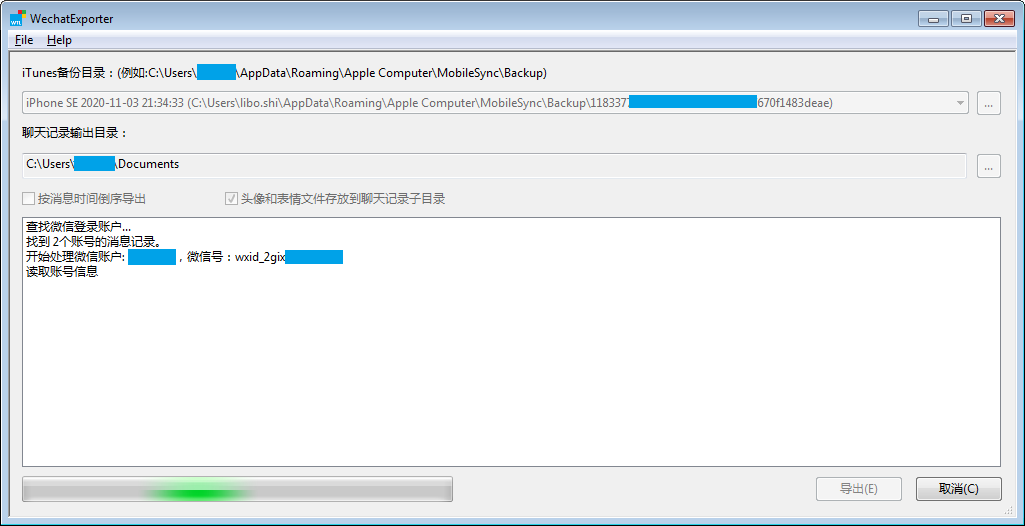 WTL
WechatExporter
File Help
iTunes备份目录：(例如:C:\Users\ \AppData\Roaming\Apple Computer\MobileSync\Backup)
iPhone SE 2020-11-03 21:34:33 (C:\Users\libo.shi\AppData\Roaming\Apple Computer\MobileSync\Backup\1183377 670f1483deae)
...
聊天记录输出目录：
C:\Users\ \Documents
...
按消息时间倒序导出 头像和表情文件存放到聊天记录子目录
查找微信登录账户...
找到 2个账号的消息记录。
开始处理微信账户: ，微信号：wxid_2gix
读取账号信息
导出(E) 取消(C)